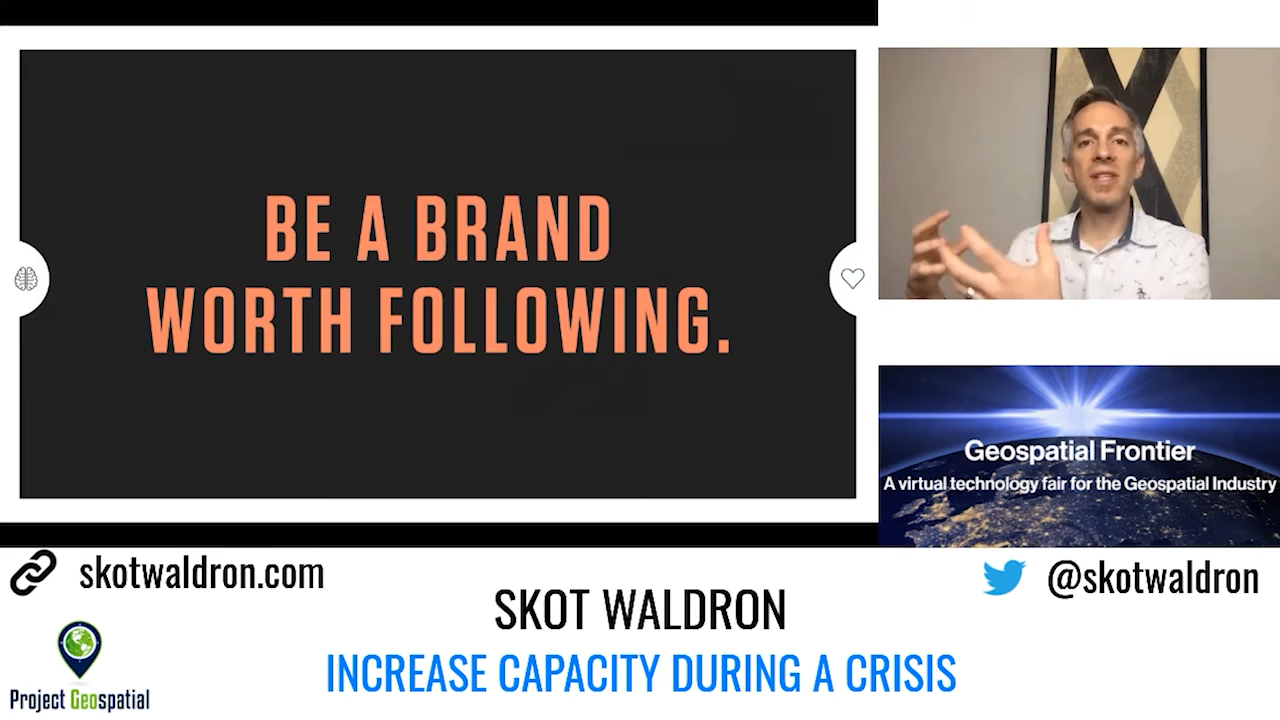 BE A BRAND
WORTH FOLLOWING.
Geospatial Frontier
A virtual technology fair for the Geospatial Industry
skotwaldron.com
@skotwaldron
SKOT WALDRON
INCREASE CAPACITY DURING A CRISIS
Project Geospatial